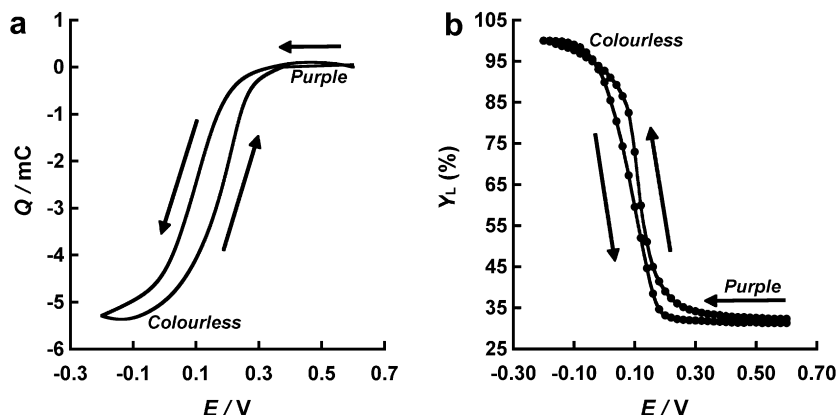 a
1
0
-1
-2
-3
-4
-5
-6
Q / mC
Purple
Colourless
-0.3 -0.1 0.1 0.3 0.5 0.7
E / V
b
105
95
85
75
65
55
45
35
25
YL (%)
Colourless
Purple
-0.30 -0.10 0.10 0.30 0.50 0.70
E / V